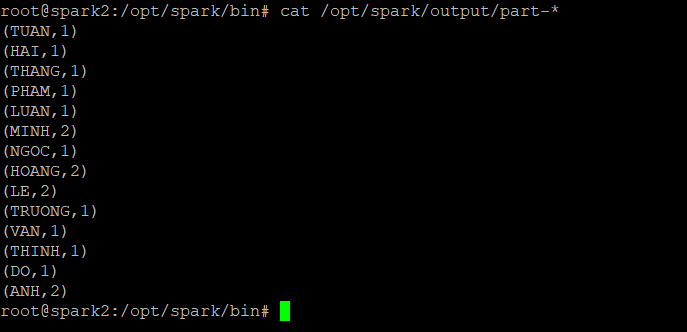 root@spark2:/opt/spark/bin# cat /opt/spark/output/part-*
(TUAN,1)
(HAI,1)
(THANG,1)
(PHAM,1)
(LUAN,1)
(MINH,2)
(NGOC,1)
(HOANG,2)
(LE,2)
(TRUONG,1)
(VAN,1)
(THINH,1)
(DO,1)
(ANH,2)
root@spark2:/opt/spark/bin#